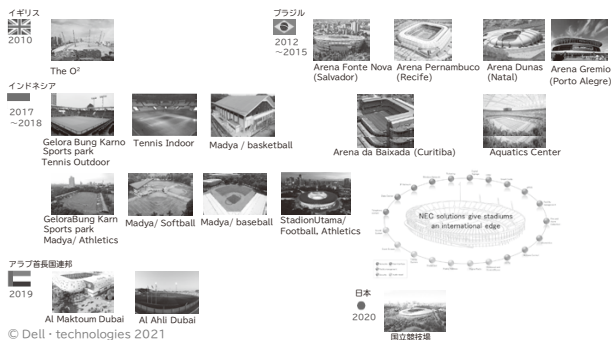 イギリス
2010
The O²
ブラジル
2012
～2015
Arena Fonte Nova
(Salvador)
Arena Pernambuco
(Recife)
Arena Dunas
(Natal)
Arena Gremio
(Porto Alegre)
Arena da Baixada (Curitiba)
Aquatics Center
インドネシア
2017
～2018
Gelora Bung Karno
Sports park
Tennis Outdoor
Tennis Indoor
Madya / basketball
GeloraBung Karn
Sports park
Madya/ Athletics
Madya/ Softball
Madya/ baseball
StadionUtama/
Football, Athletics
NEC solutions give stadiums
an international edge
アラブ首長国連邦
2019
Al Maktoum Dubai
Al Ahli Dubai
日本
2020
国立競技場
© Dell・technologies 2021